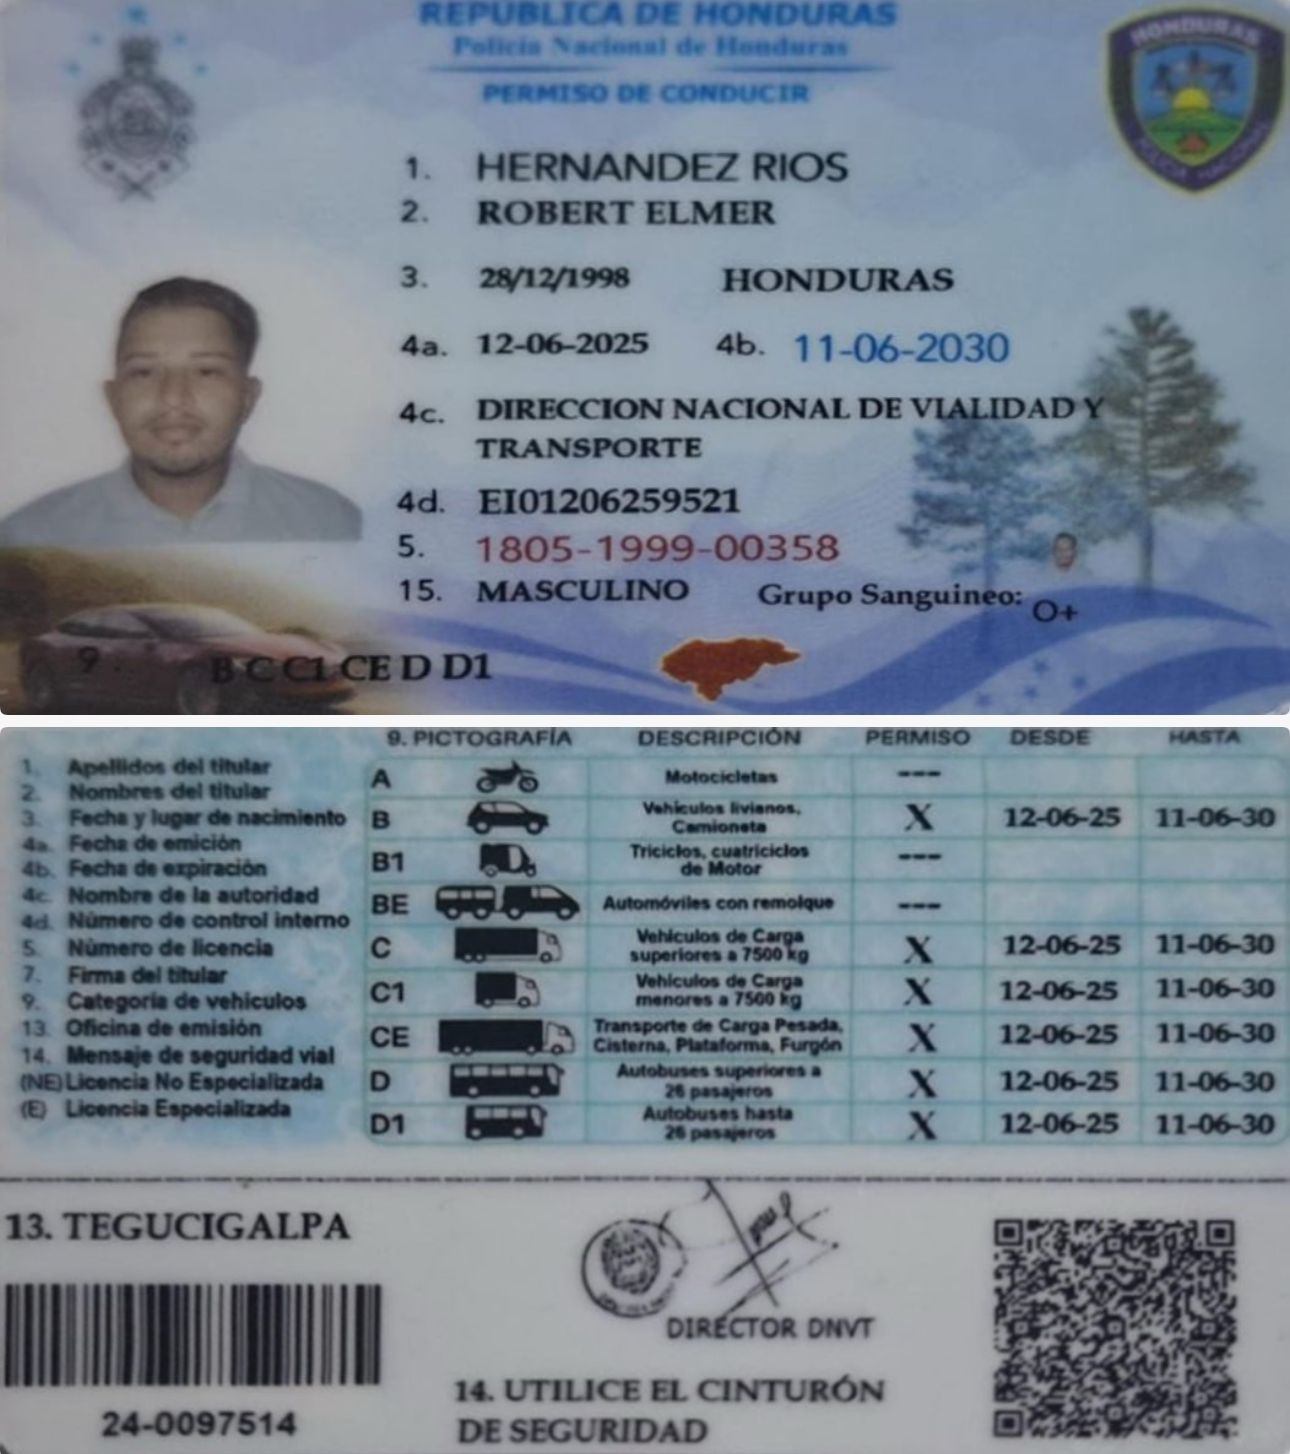 REPUBLICA DE HONDURAS
Policía Nacional de Honduras
PERMISO DE CONDUCIR
HONDURAS
POLICIA NACIONAL
1. HERNANDEZ RIOS
2. ROBERT ELMER
3. 28/12/1998 HONDURAS
4a. 12-06-2025 4b. 11-06-2030
4c. DIRECCION NACIONAL DE VIALIDAD Y
TRANSPORTE
4d. EI01206259521
5. 1805-1999-00358
15. MASCULINO Grupo Sanguineo: O+
9. B C C1 CE D D1
9. PICTOGRAFÍA DESCRIPCIÓN PERMISO DESDE HASTA
1. Apellidos del titular
2. Nombres del titular
3. Fecha y lugar de nacimiento
4a. Fecha de emición
4b. Fecha de expiración
4c. Nombre de la autoridad
4d. Número de control interno
5. Número de licencia
7. Firma del titular
9. Categoría de vehículos
13. Oficina de emisión
14. Mensaje de seguridad vial
(NE) Licencia No Especializada
(E) Licencia Especializada
A Motocicletas ---
B Vehículos livianos, Camioneta X 12-06-25 11-06-30
B1 Triciclos, cuatriciclos de Motor ---
BE Automóviles con remolque ---
C Vehículos de Carga superiores a 7500 kg X 12-06-25 11-06-30
C1 Vehículos de Carga menores a 7500 kg X 12-06-25 11-06-30
CE Transporte de Carga Pesada, Cisterna, Plataforma, Furgón X 12-06-25 11-06-30
D Autobuses superiores a 26 pasajeros X 12-06-25 11-06-30
D1 Autobuses hasta 26 pasajeros X 12-06-25 11-06-30
13. TEGUCIGALPA
24-0097514
DIRECTOR DNVT
14. UTILICE EL CINTURÓN
DE SEGURIDAD